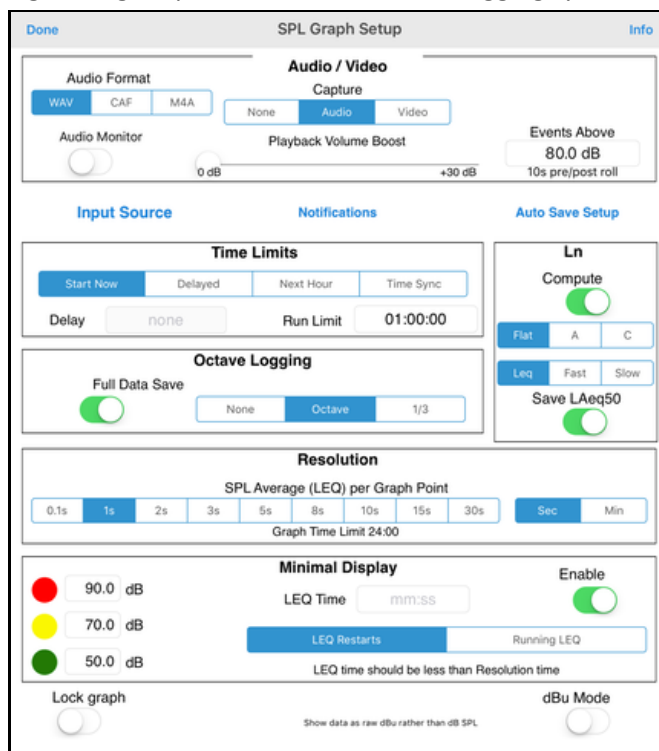 Done SPL Graph Setup Info
Audio / Video
Audio Format
WAV CAF M4A
Capture
None Audio Video
Audio Monitor
Playback Volume Boost
0 dB +30 dB
Events Above
80.0 dB
10s pre/post roll
Input Source Notifications Auto Save Setup
Time Limits
Start Now Delayed Next Hour Time Sync
Delay none Run Limit 01:00:00
Ln
Compute
Flat A C
Leq Fast Slow
Save LAeq50
Octave Logging
Full Data Save
None Octave 1/3
Resolution
SPL Average (LEQ) per Graph Point
0.1s 1s 2s 3s 5s 8s 10s 15s 30s Sec Min
Graph Time Limit 24:00
Minimal Display
90.0 dB
70.0 dB
50.0 dB
LEQ Time mm:ss
Enable
LEQ Restarts Running LEQ
LEQ time should be less than Resolution time
Lock graph
Show data as raw dBu rather than dB SPL
dBu Mode